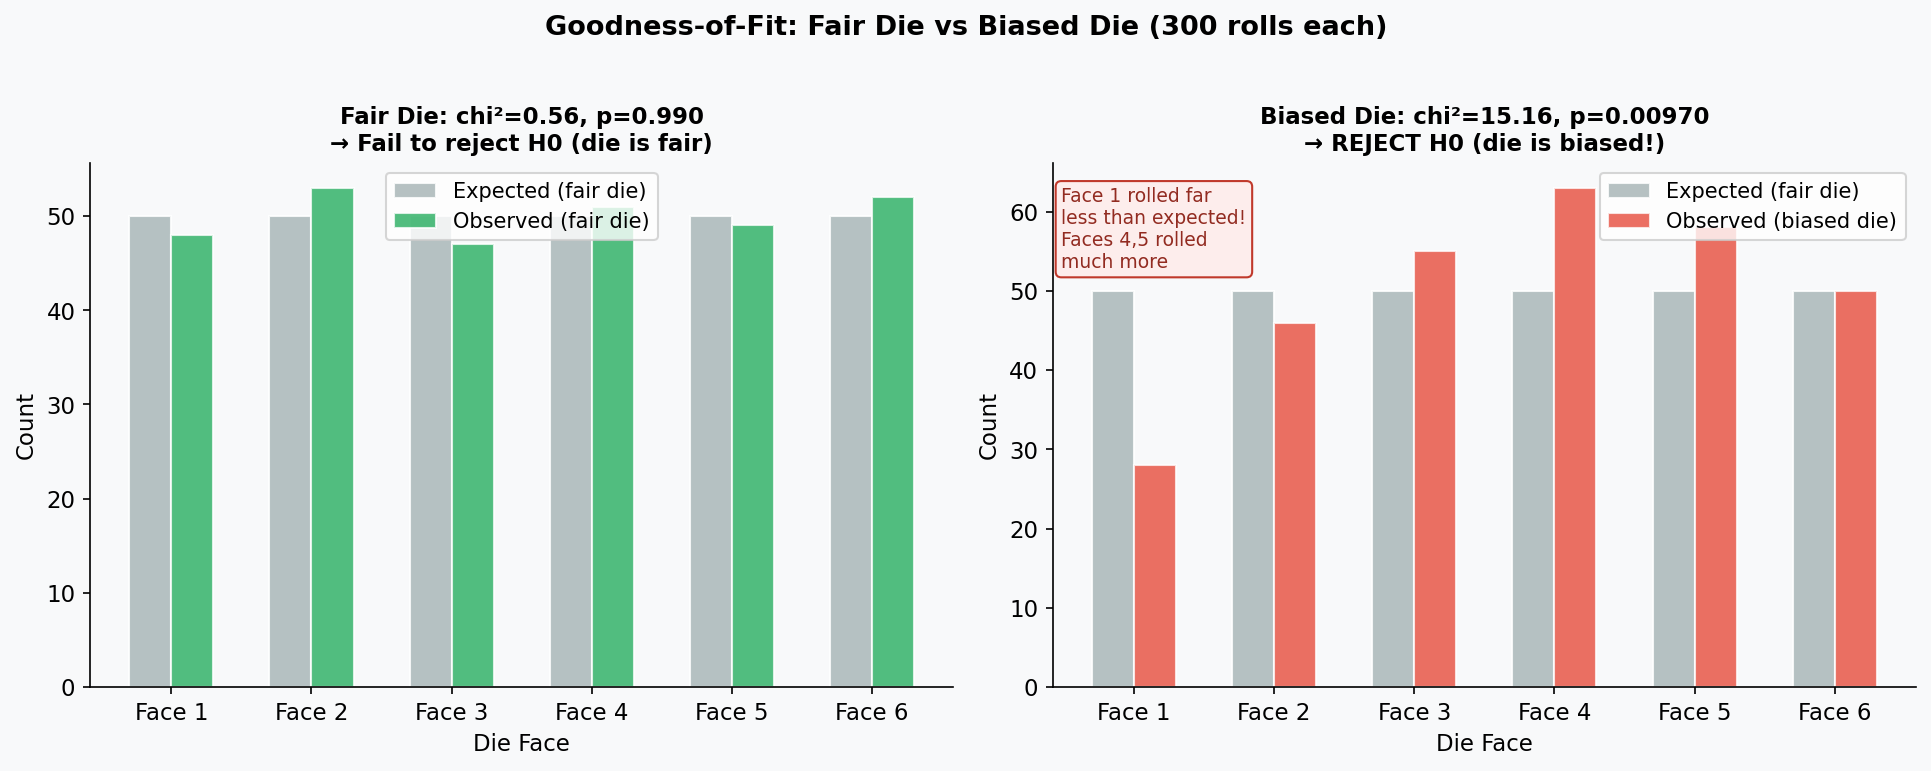 Goodness-of-Fit: Fair Die vs Biased Die (300 rolls each)
Fair Die: chi²=0.56, p=0.990
→ Fail to reject H0 (die is fair)
Expected (fair die)
Observed (fair die)
50
40
30
20
10
0
Count
Face 1
Face 2
Face 3
Face 4
Face 5
Face 6
Die Face
Biased Die: chi²=15.16, p=0.00970
→ REJECT H0 (die is biased!)
Face 1 rolled far
less than expected!
Faces 4,5 rolled
much more
Expected (fair die)
Observed (biased die)
60
50
40
30
20
10
0
Count
Face 1
Face 2
Face 3
Face 4
Face 5
Face 6
Die Face